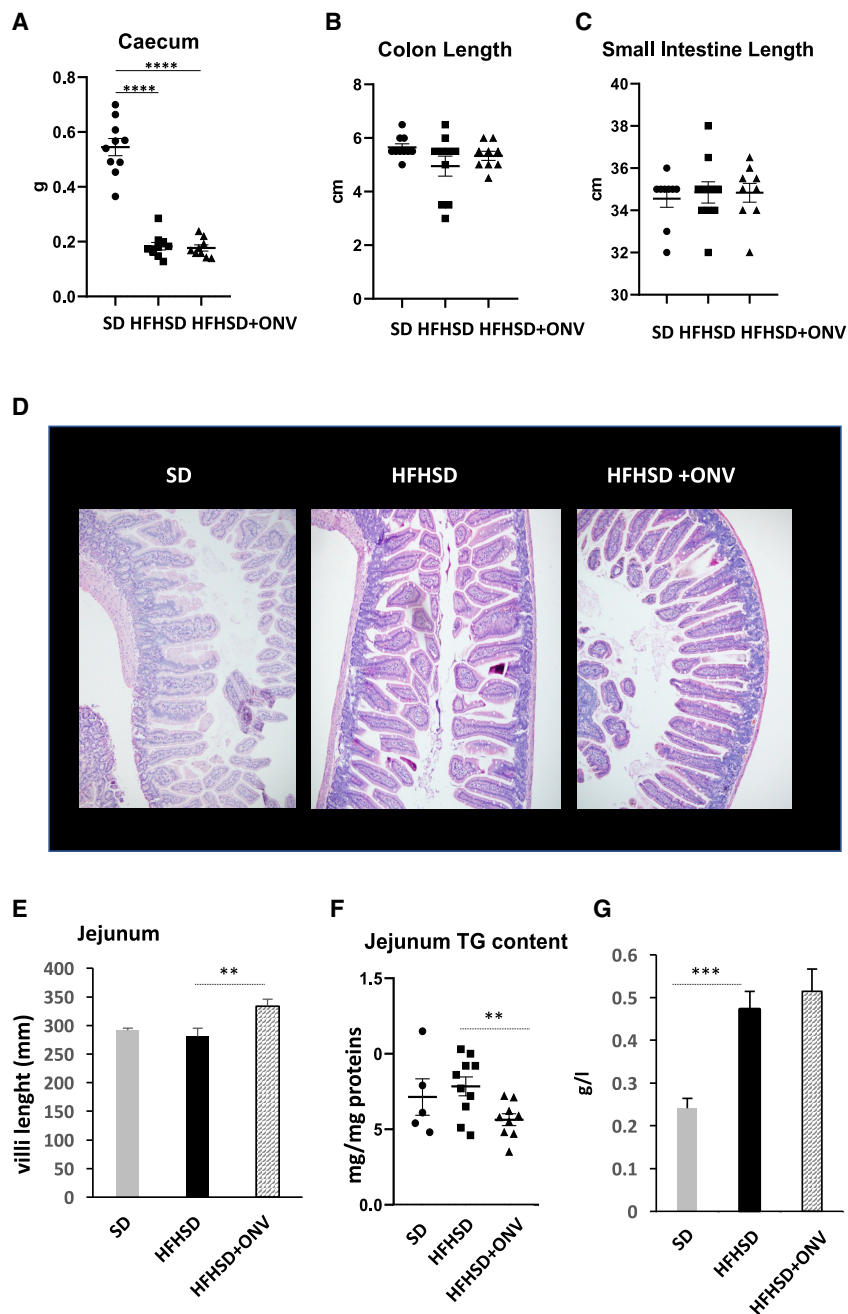 A
Caecum
****
****
0.8
0.6
0.4
0.2
0.0
g
SD HFHSD HFHSD+ONV
B
Colon Length
8
6
4
2
0
cm
SD HFHSD HFHSD+ONV
C
Small Intestine Length
40
38
36
34
32
30
cm
SD HFHSD HFHSD+ONV
D
SD HFHSD HFHSD +ONV
E
Jejunum
**
400
350
300
250
200
150
100
50
0
villi lenght (mm)
SD
HFHSD
HFHSD+ONV
F
Jejunum TG content
**
1.5
0
5
0.0
mg/mg proteins
SD
HFHSD
HFHSD+ONV
G
***
0.6
0.5
0.4
0.3
0.2
0.1
0
g/l
SD
HFHSD
HFHSD+ONV